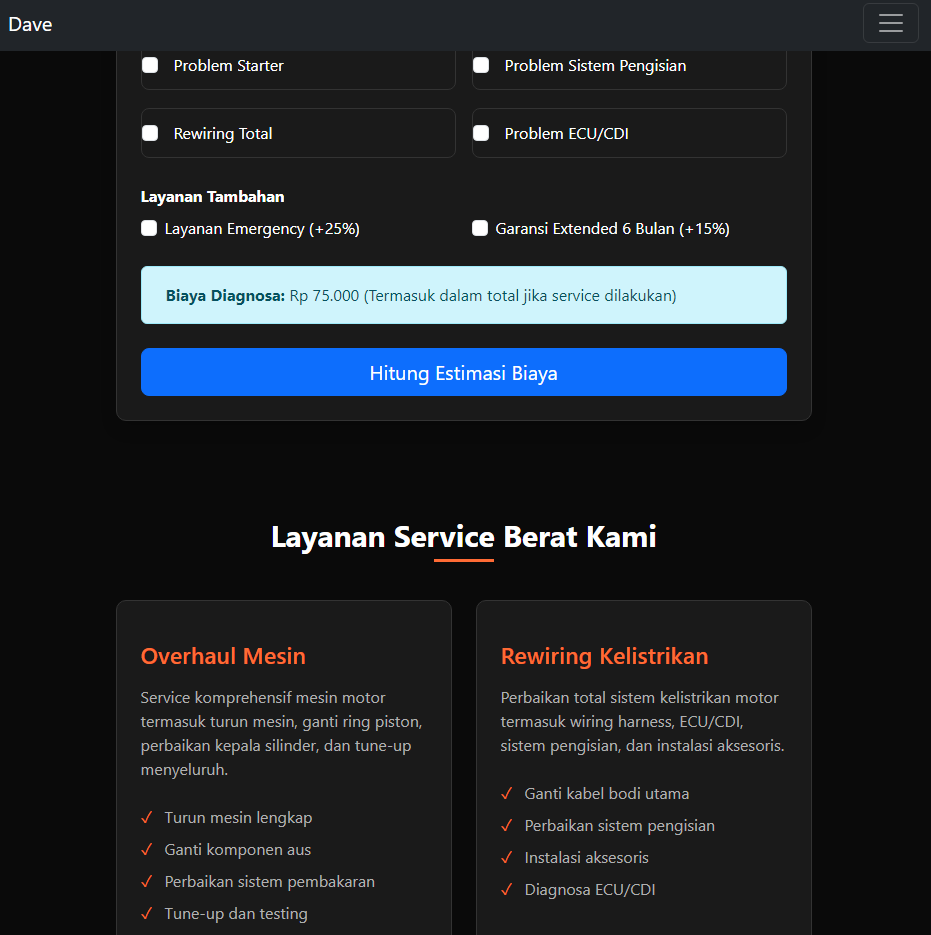 Dave
Problem Starter
Problem Sistem Pengisian
Rewiring Total
Problem ECU/CDI
Layanan Tambahan
Layanan Emergency (+25%)
Garansi Extended 6 Bulan (+15%)
Biaya Diagnosa: Rp 75.000 (Termasuk dalam total jika service dilakukan)
Hitung Estimasi Biaya
Layanan Service Berat Kami
Overhaul Mesin
Service komprehensif mesin motor
termasuk turun mesin, ganti ring piston,
perbaikan kepala silinder, dan tune-up
menyeluruh.
✓ Turun mesin lengkap
✓ Ganti komponen aus
✓ Perbaikan sistem pembakaran
✓ Tune-up dan testing
Rewiring Kelistrikan
Perbaikan total sistem kelistrikan motor
termasuk wiring harness, ECU/CDI,
sistem pengisian, dan instalasi aksesoris.
✓ Ganti kabel bodi utama
✓ Perbaikan sistem pengisian
✓ Instalasi aksesoris
✓ Diagnosa ECU/CDI